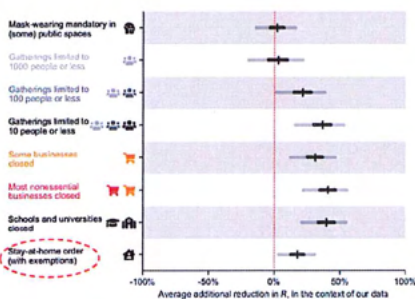 Mask-wearing mandatory in
(some) public spaces
Gatherings limited to
1000 people or less
Gatherings limited to
100 people or less
Gatherings limited to
10 people or less
Some businesses
closed
Most nonessential
businesses closed
Schools and universities
closed
Stay-at-home order
(with exemptions)
-100% -50% 0% 50% 100%
Average additional reduction in R, in the context of our data